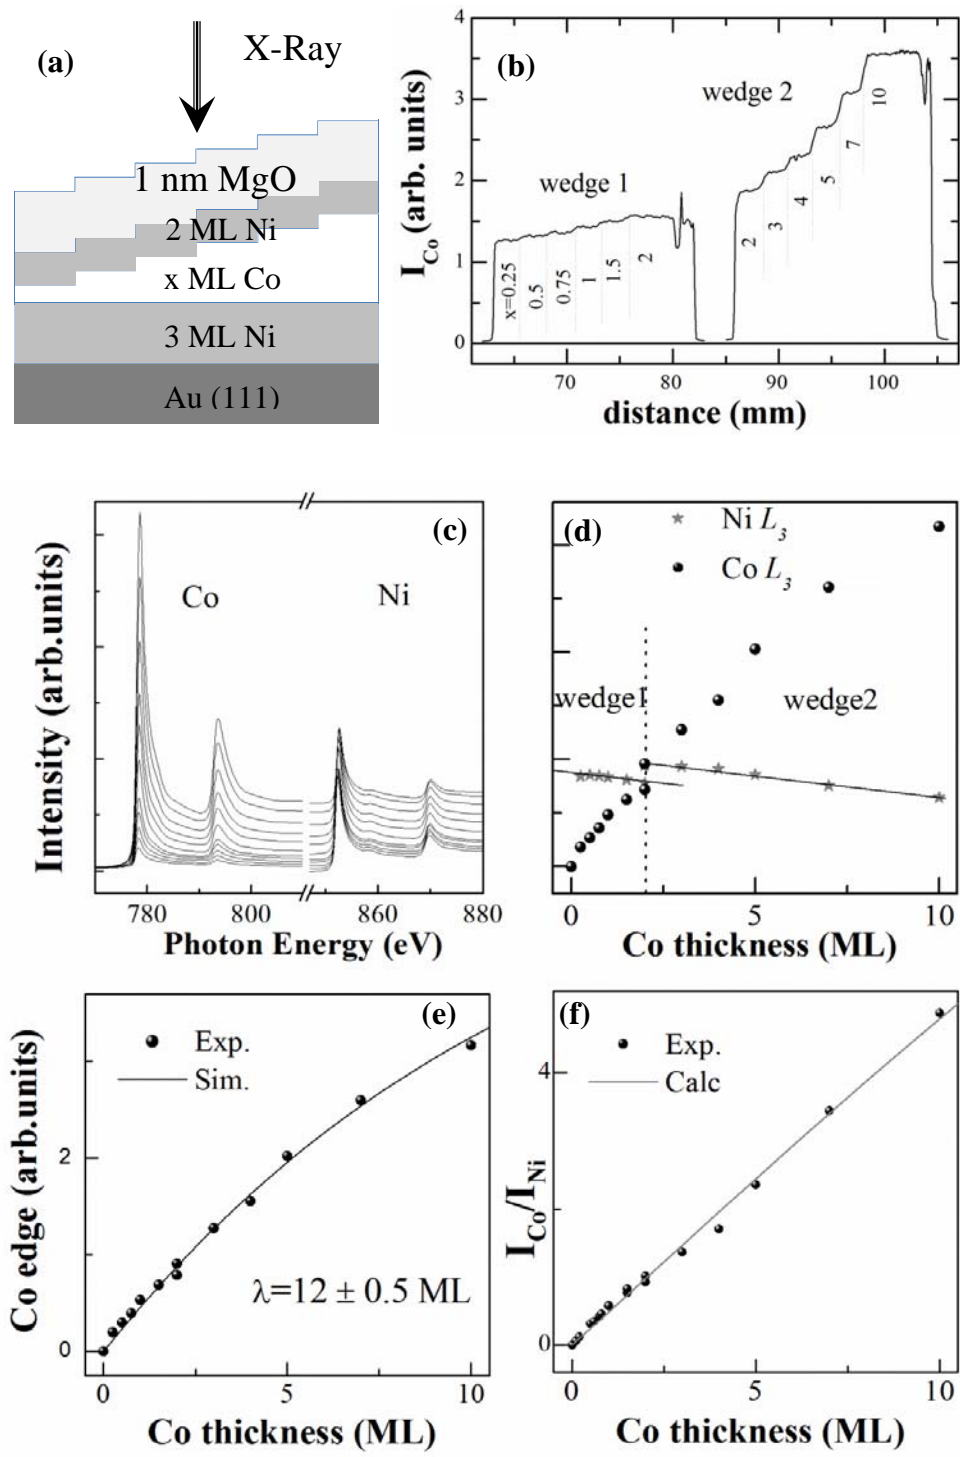 (a)
X-Ray
1 nm MgO
2 ML Ni
x ML Co
3 ML Ni
Au (111)
(b)
I_Co (arb. units)
4
3
2
1
0
wedge 1
wedge 2
x=0.25
0.5
0.75
1
1.5
2
2
3
4
5
7
10
70 80 90 100
distance (mm)
(c)
Intensity (arb.units)
Co
Ni
780 800 860 880
Photon Energy (eV)
(d)
Ni L3
Co L3
wedge1
wedge2
0 5 10
Co thickness (ML)
(e)
Co edge (arb.units)
Exp.
Sim.
2
0
λ=12 ± 0.5 ML
0 5 10
Co thickness (ML)
(f)
I_Co/I_Ni
Exp.
Calc
4
0
0 5 10
Co thickness (ML)